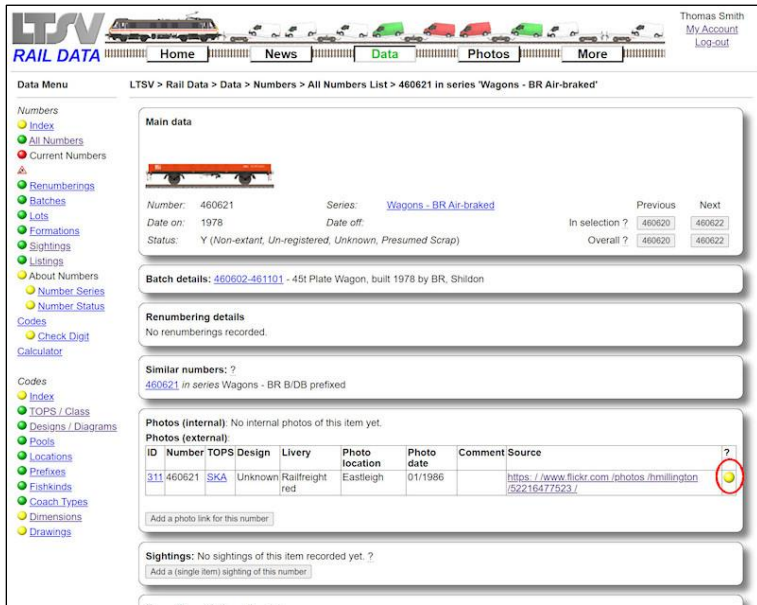 LTSV
RAIL DATA
Home
News
Data
Photos
More
Thomas Smith
My Account
Log-out
Data Menu
LTSV > Rail Data > Data > Numbers > All Numbers List > 460621 in series 'Wagons - BR Air-braked'
Numbers
Index
All Numbers
Current Numbers
Renumberings
Batches
Lots
Formations
Sightings
Listings
About Numbers
Number Series
Number Status
Codes
Check Digit
Calculator
Codes
Index
TOPS / Class
Designs / Diagrams
Pools
Locations
Prefixes
Fishkinds
Coach Types
Dimensions
Drawings
Main data
Number: 460621 Series: Wagons - BR Air-braked Previous Next
Date on: 1978 Date off: In selection ? 460620 460622
Status: Y (Non-extant, Un-registered, Unknown, Presumed Scrap) Overall ? 460620 460622
Batch details: 460602-461101 - 45t Plate Wagon, built 1978 by BR, Shildon
Renumbering details
No renumberings recorded.
Similar numbers: ?
460621 in series Wagons - BR B/DB prefixed
Photos (internal): No internal photos of this item yet.
Photos (external):
ID Number TOPS Design Livery Photo location Photo date Comment Source ?
311 460621 SKA Unknown Railfreight red Eastleigh 01/1986 https: / /www.flickr.com /photos /hmillington /52216477523 /
Add a photo link for this number
Sightings: No sightings of this item recorded yet. ?
Add a (single item) sighting of this number